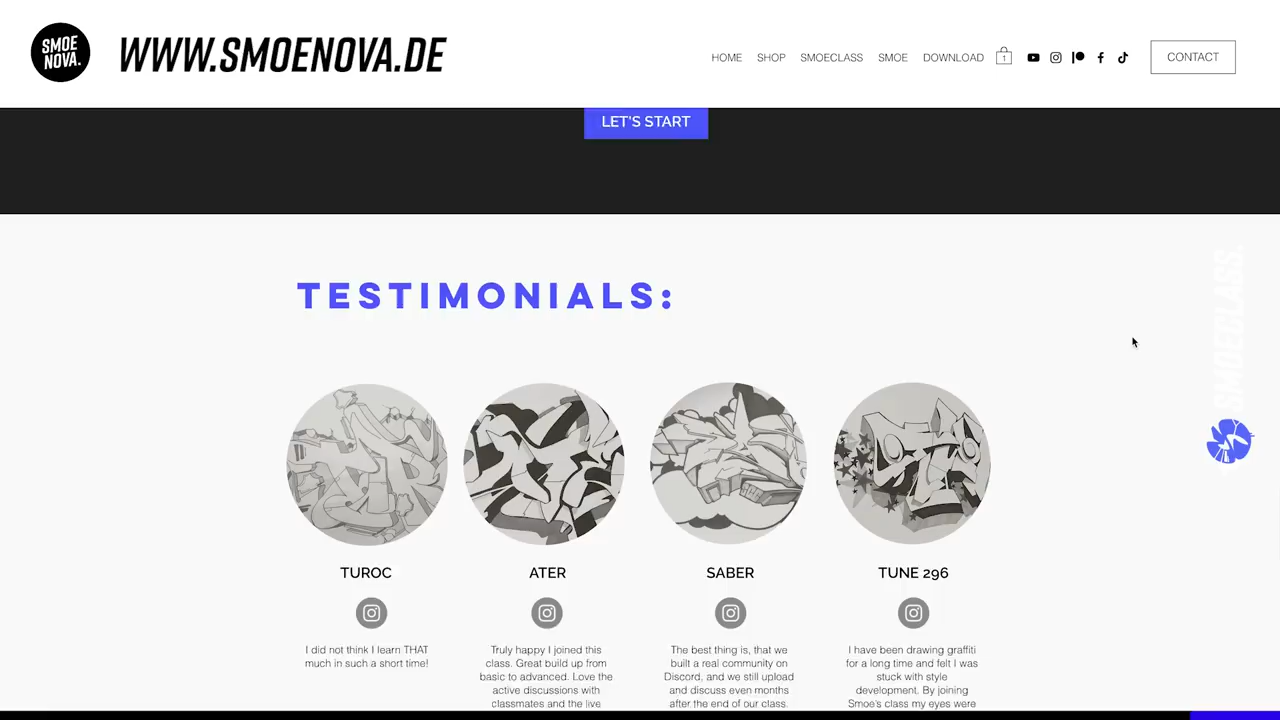 SMOE
NOVA.
WWW.SMOENOVA.DE
HOME SHOP SMOECLASS SMOE DOWNLOAD 1 CONTACT
LET'S START
TESTIMONIALS:
SMOECLASS.
TUROC ATER SABER TUNE 296
I did not think I learn THAT
much in such a short time!
Truly happy I joined this
class. Great build up from
basic to advanced. Love the
active discussions with
classmates and the live
The best thing is, that we
built a real community on
Discord, and we still upload
and discuss even months
after the end of our class.
I have been drawing graffiti
for a long time and felt I was
stuck with style
development. By joining
Smoe's class my eyes were